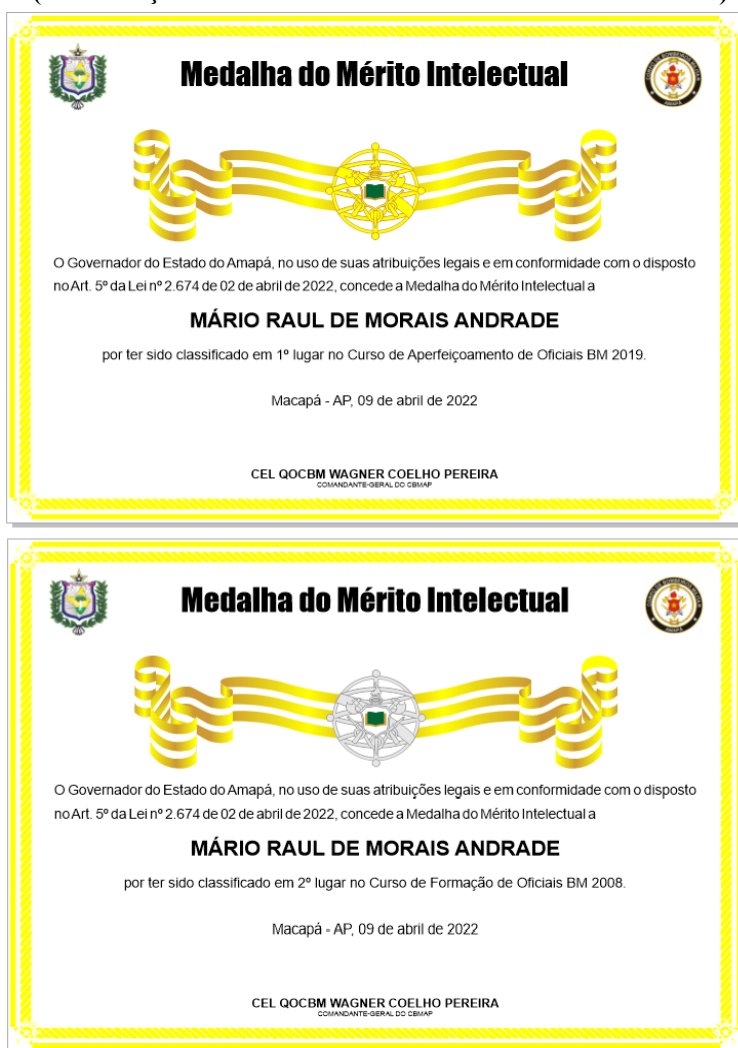 Medalha do Mérito Intelectual
O Governador do Estado do Amapá, no uso de suas atribuições legais e em conformidade com o disposto
no Art. 5º da Lei nº 2.674 de 02 de abril de 2022, concede a Medalha do Mérito Intelectual a
MÁRIO RAUL DE MORAIS ANDRADE
por ter sido classificado em 1º lugar no Curso de Aperfeiçoamento de Oficiais BM 2019.
Macapá - AP, 09 de abril de 2022
CEL QOCBM WAGNER COELHO PEREIRA
COMANDANTE-GERAL DO CBMAP
Medalha do Mérito Intelectual
O Governador do Estado do Amapá, no uso de suas atribuições legais e em conformidade com o disposto
no Art. 5º da Lei nº 2.674 de 02 de abril de 2022, concede a Medalha do Mérito Intelectual a
MÁRIO RAUL DE MORAIS ANDRADE
por ter sido classificado em 2º lugar no Curso de Formação de Oficiais BM 2008.
Macapá - AP, 09 de abril de 2022
CEL QOCBM WAGNER COELHO PEREIRA
COMANDANTE-GERAL DO CBMAP